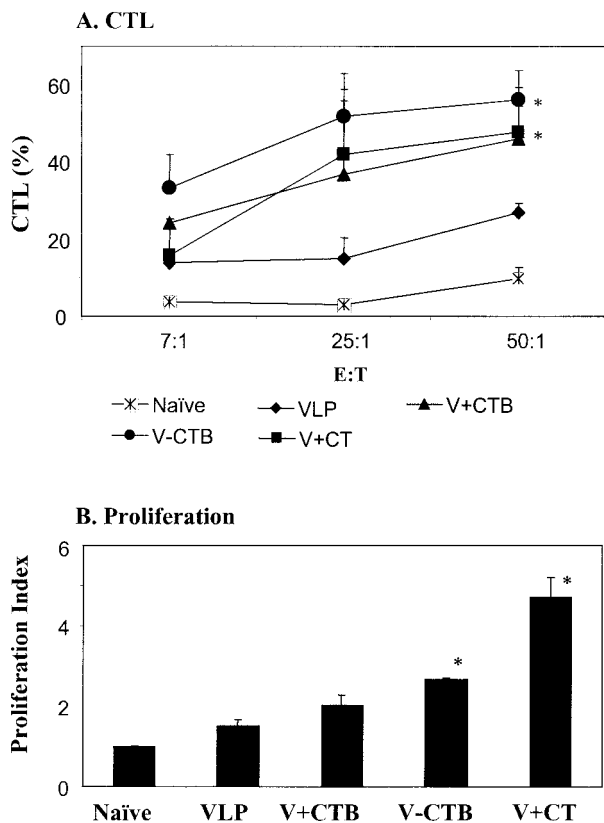 A. CTL
CTL (%)
60
40
20
0
7:1
25:1
50:1
*
*
E:T
Naïve
VLP
V+CTB
V-CTB
V+CT
B. Proliferation
Proliferation Index
6
4
2
0
*
*
Naïve
VLP
V+CTB
V-CTB
V+CT